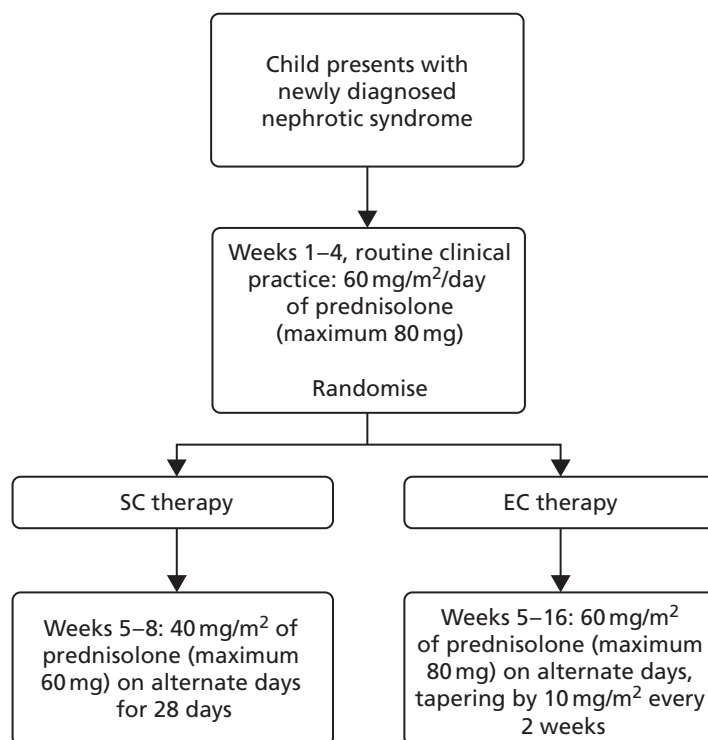 Child presents with
newly diagnosed
nephrotic syndrome
Weeks 1–4, routine clinical
practice: 60 mg/m²/day
of prednisolone
(maximum 80 mg)
Randomise
SC therapy
EC therapy
Weeks 5–8: 40 mg/m² of
prednisolone (maximum
60 mg) on alternate days
for 28 days
Weeks 5–16: 60 mg/m²
of prednisolone (maximum
80 mg) on alternate days,
tapering by 10 mg/m² every
2 weeks